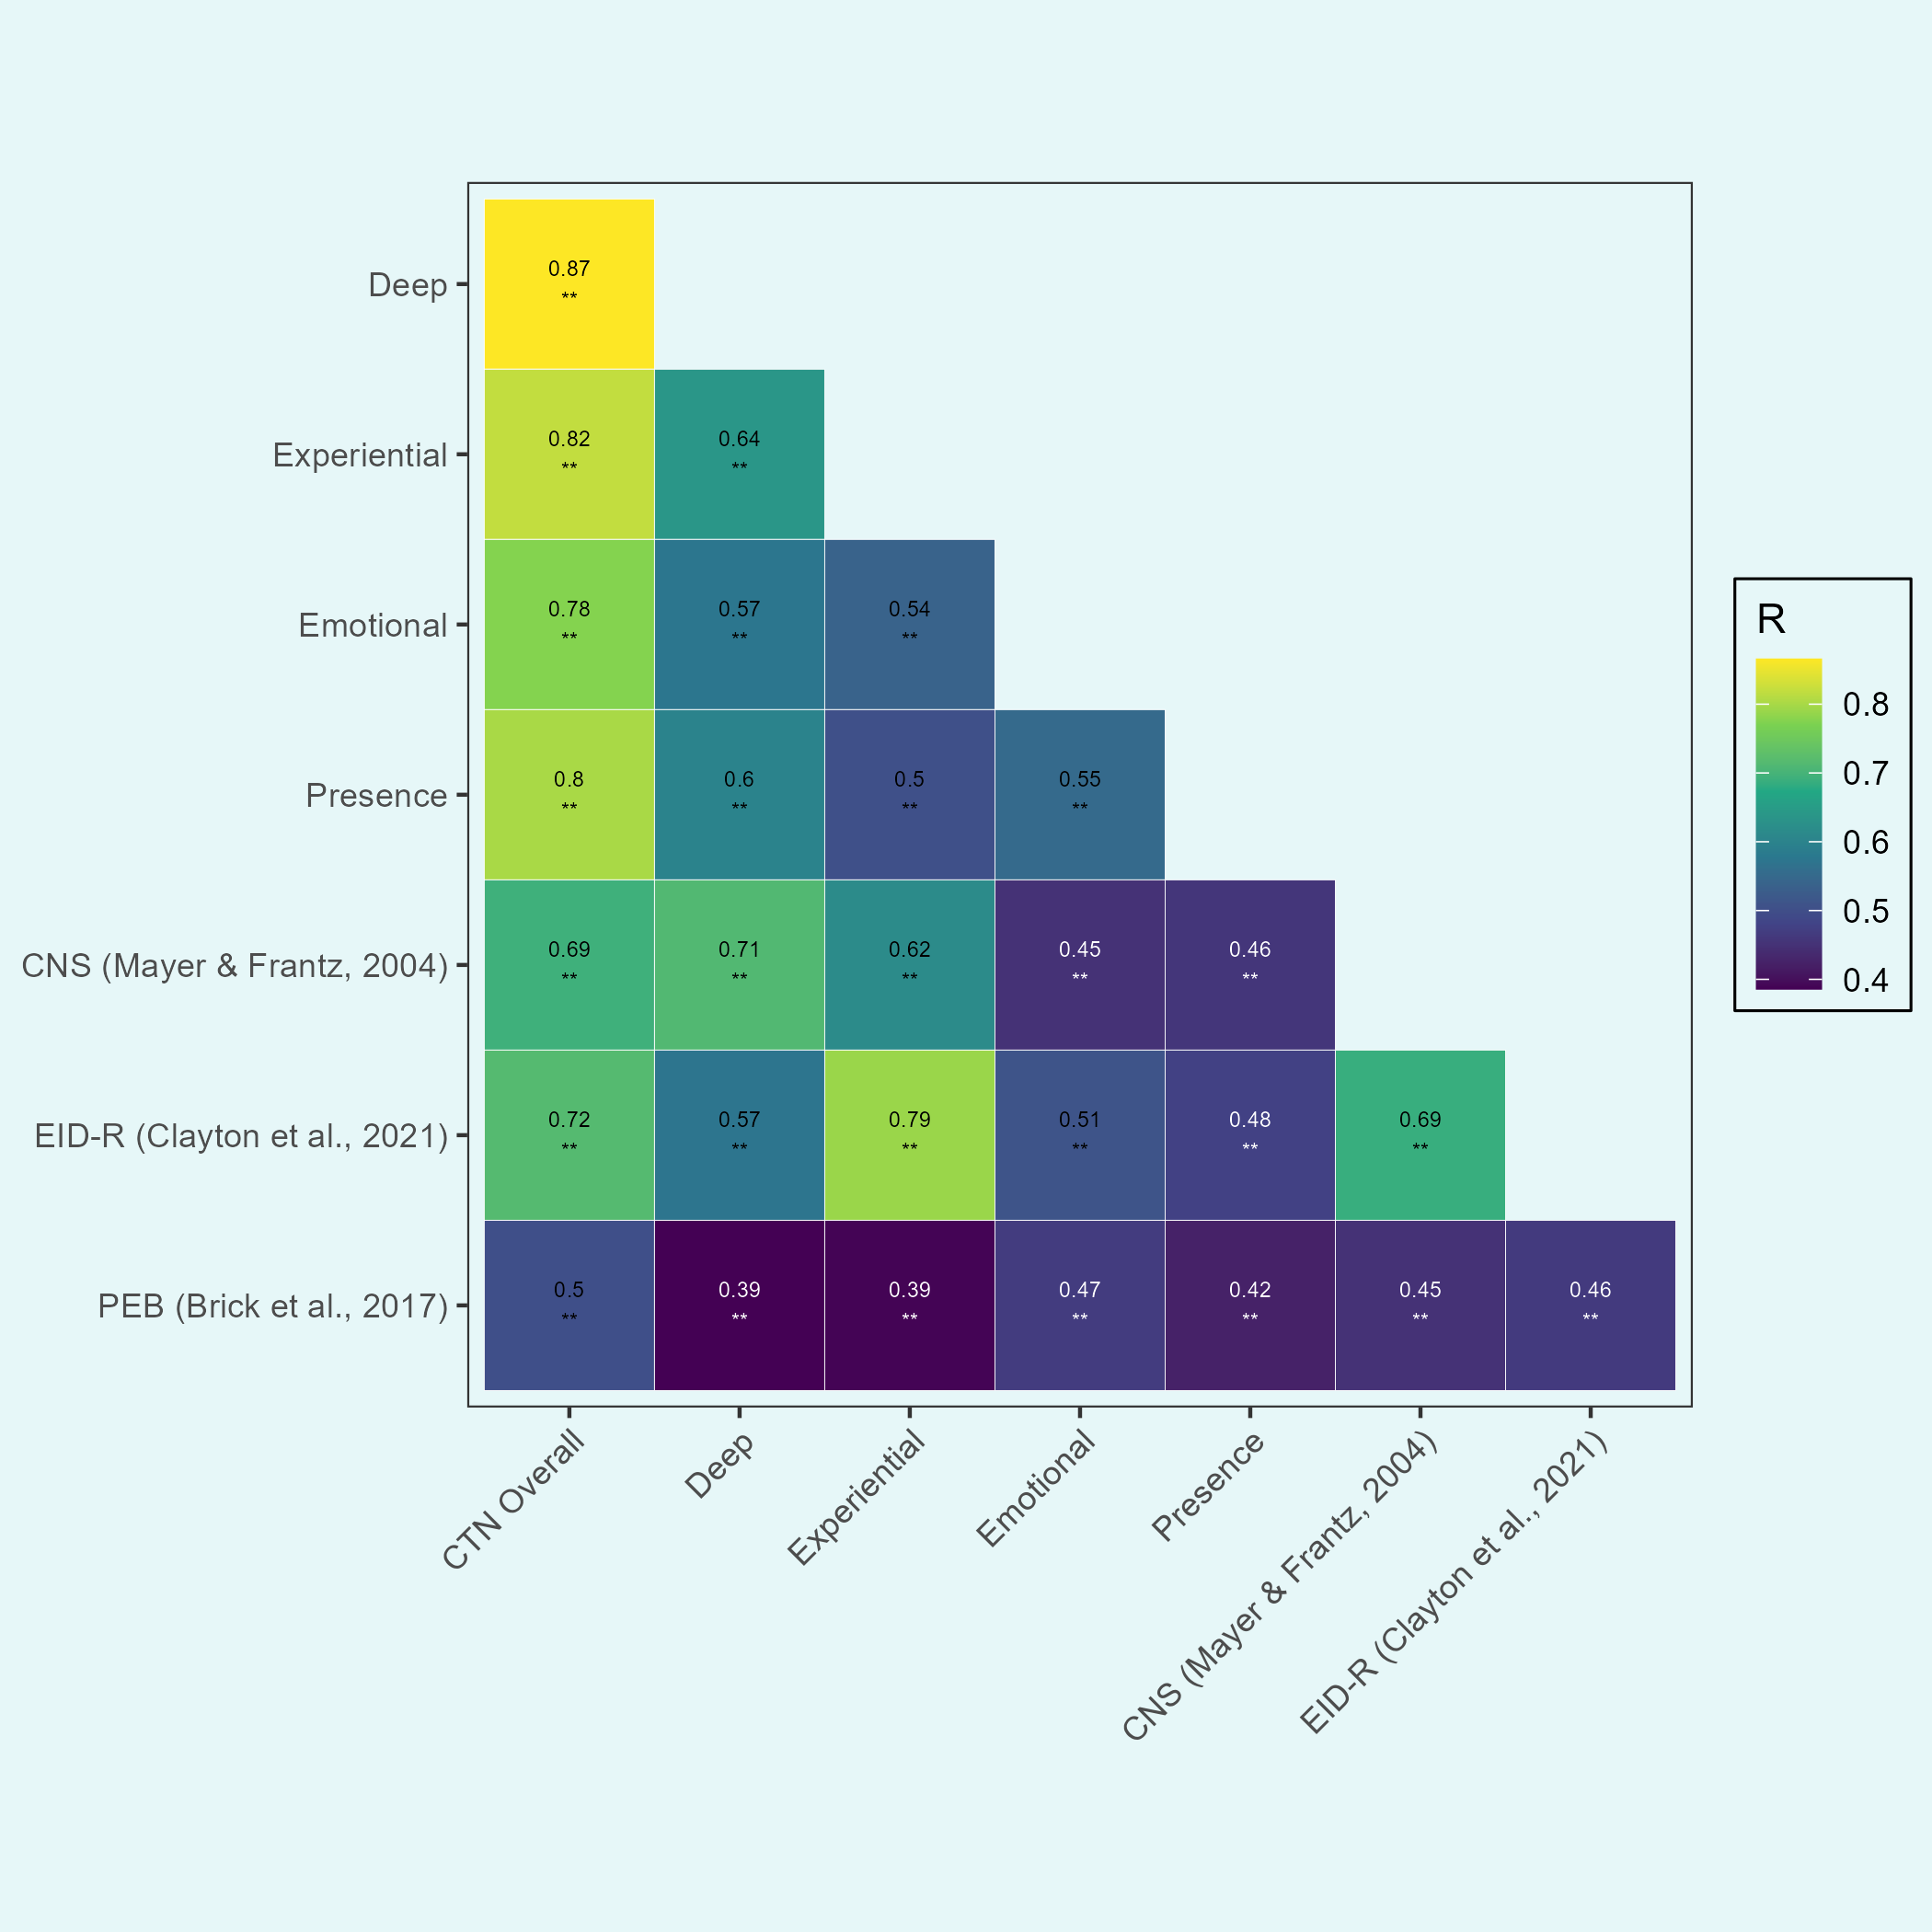 Deep
0.87
**
Experiential
0.82 0.64
** **
Emotional
0.78 0.57 0.54
** ** **
Presence
0.8 0.6 0.5 0.55
** ** ** **
CNS (Mayer & Frantz, 2004)
0.69 0.71 0.62 0.45 0.46
** ** ** ** **
EID-R (Clayton et al., 2021)
0.72 0.57 0.79 0.51 0.48 0.69
** ** ** ** ** **
PEB (Brick et al., 2017)
0.5 0.39 0.39 0.47 0.42 0.45 0.46
** ** ** ** ** ** **
CTN Overall
Deep
Experiential
Emotional
Presence
CNS (Mayer & Frantz, 2004)
EID-R (Clayton et al., 2021)
R
0.8
0.7
0.6
0.5
0.4